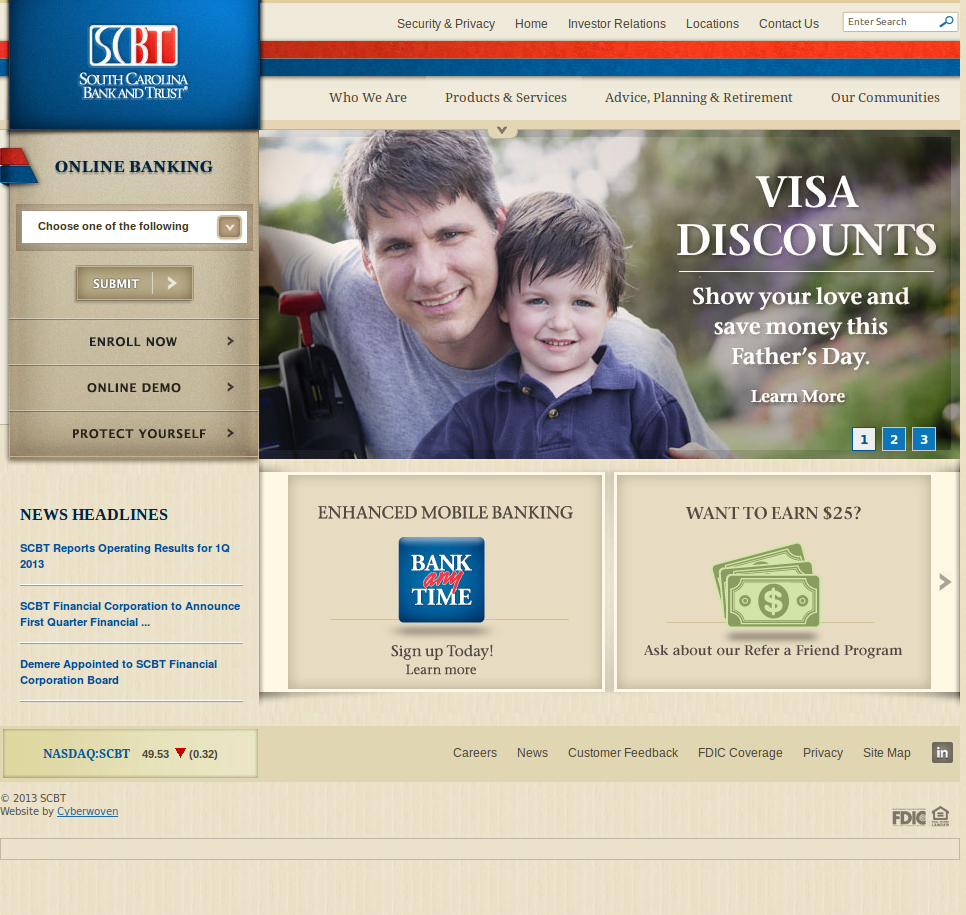 Security & Privacy Home Investor Relations Locations Contact Us Enter Search
SCBT
SOUTH CAROLINA
BANK AND TRUST®
Who We Are Products & Services Advice, Planning & Retirement Our Communities
ONLINE BANKING
Choose one of the following
SUBMIT
ENROLL NOW
ONLINE DEMO
PROTECT YOURSELF
VISA
DISCOUNTS
Show your love and
save money this
Father's Day.
Learn More
1 2 3
NEWS HEADLINES
SCBT Reports Operating Results for 1Q
2013
SCBT Financial Corporation to Announce
First Quarter Financial ...
Demere Appointed to SCBT Financial
Corporation Board
ENHANCED MOBILE BANKING
BANK
any
TIME
Sign up Today!
Learn more
WANT TO EARN $25?
$
Ask about our Refer a Friend Program
NASDAQ:SCBT 49.53 (0.32)
Careers News Customer Feedback FDIC Coverage Privacy Site Map in
© 2013 SCBT
Website by Cyberwoven
FDIC